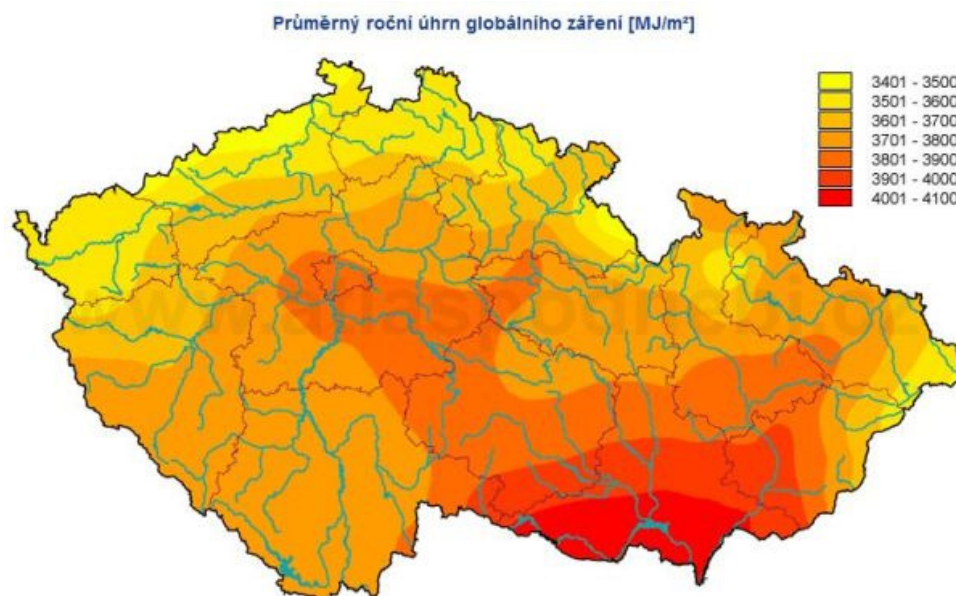 Průměrný roční úhrn globálního záření [MJ/m²]
3401 - 3500
3501 - 3600
3601 - 3700
3701 - 3800
3801 - 3900
3901 - 4000
4001 - 4100